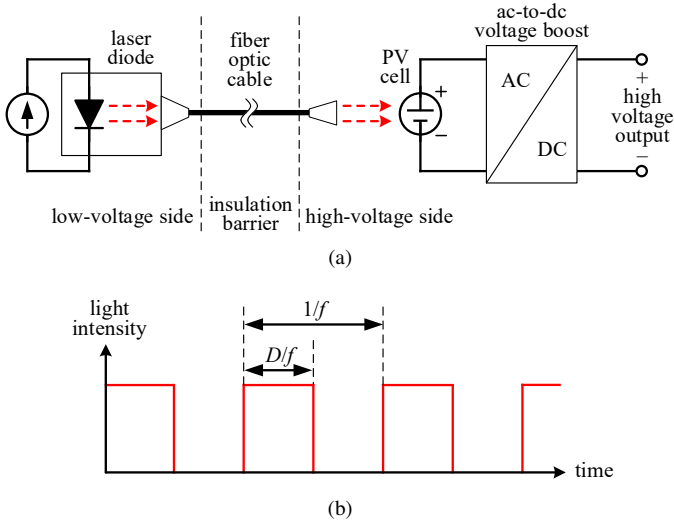 laser
diode
fiber
optic
cable
PV
cell
ac-to-dc
voltage boost
+
−
AC
DC
+
high
voltage
output
−
low-voltage side
insulation
barrier
high-voltage side
(a)
light
intensity
1/f
D/f
time
(b)